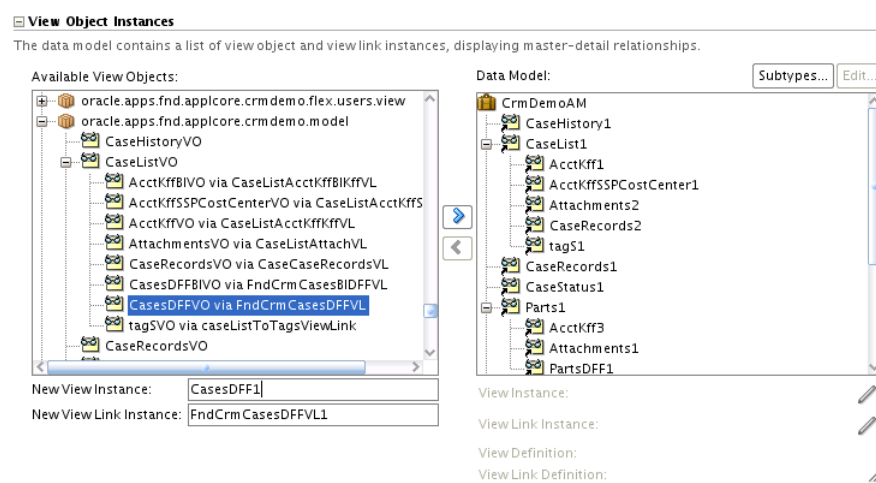 View Object Instances
The data model contains a list of view object and view link instances, displaying master-detail relationships.
Available View Objects:
oracle.apps.fnd.applcore.crmdemo.flex.users.view
oracle.apps.fnd.applcore.crmdemo.model
CaseHistoryVO
CaseListVO
AcctKffBIVO via CaseListAcctKffBIKffVL
AcctKffSSPCostCenterVO via CaseListAcctKffS
AcctKffVO via CaseListAcctKffKffVL
AttachmentsVO via CaseListAttachVL
CaseRecordsVO via CaseCaseRecordsVL
CasesDFFBIVO via FndCrmCasesBIDFFVL
CasesDFFVO via FndCrmCasesDFFVL
tagSVO via caseListToTagsViewLink
CaseRecordsVO
New View Instance: CasesDFF1
New View Link Instance: FndCrmCasesDFFVL1
Data Model:
Subtypes... Edit...
CrmDemoAM
CaseHistory1
CaseList1
AcctKff1
AcctKffSSPCostCenter1
Attachments2
CaseRecords2
tagS1
CaseRecords1
CaseStatus1
Parts1
AcctKff3
Attachments1
PartsDFF1
View Instance:
View Link Instance:
View Definition:
View Link Definition: